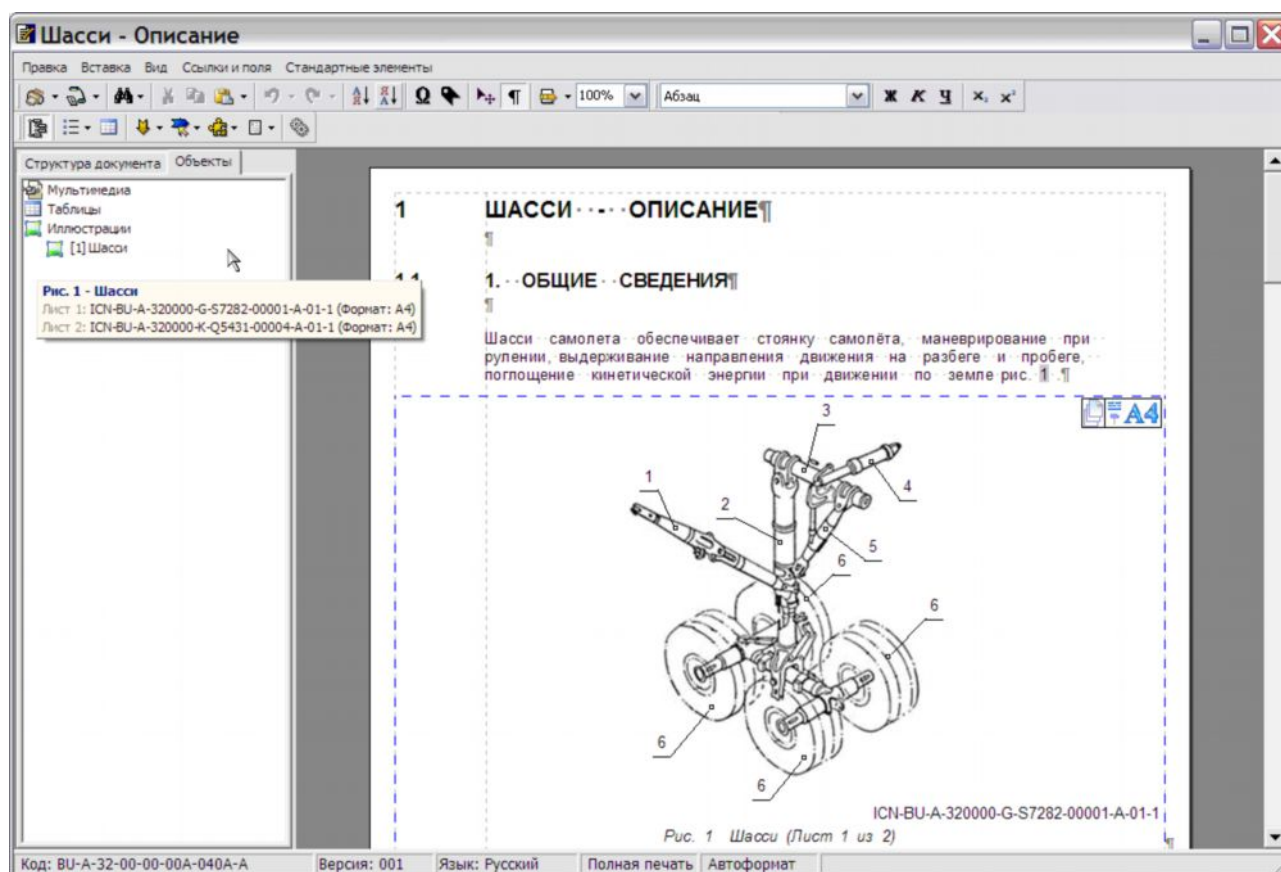 Шасси - Описание
Правка Вставка Вид Ссылки и поля Стандартные элементы
100% Абзац Ж К Ч x₂ x²
Структура документа Объекты
Мультимедиа
Таблицы
Иллюстрации
[1] Шасси
Рис. 1 - Шасси
Лист 1: ICN-BU-A-320000-G-S7282-00001-A-01-1 (Формат: A4)
Лист 2: ICN-BU-A-320000-K-Q5431-00004-A-01-1 (Формат: A4)
1 ШАССИ - ОПИСАНИЕ¶
¶
1.1 1. ОБЩИЕ СВЕДЕНИЯ¶
¶
Шасси самолета обеспечивает стоянку самолёта, маневрирование при
рулении, выдерживание направления движения на разбеге и пробеге,
поглощение кинетической энергии при движении по земле рис. 1 .¶
A4
3
4
1
2
5
6
6
6
6
ICN-BU-A-320000-G-S7282-00001-A-01-1
Рис. 1 Шасси (Лист 1 из 2)
¶
Код: BU-A-32-00-00-00A-040A-A Версия: 001 Язык: Русский Полная печать Автоформат